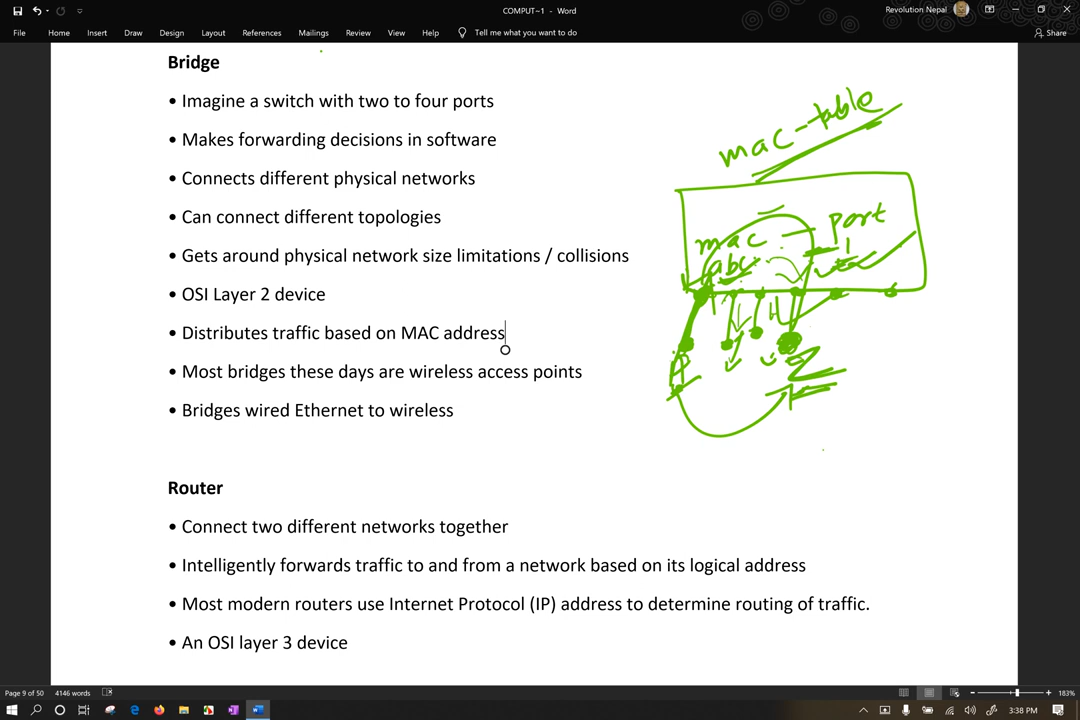 COMPUT~1 - Word
Revolution Nepal
File Home Insert Draw Design Layout References Mailings Review View Help Tell me what you want to do Share
Bridge
• Imagine a switch with two to four ports
• Makes forwarding decisions in software
• Connects different physical networks
• Can connect different topologies
• Gets around physical network size limitations / collisions
• OSI Layer 2 device
• Distributes traffic based on MAC address
• Most bridges these days are wireless access points
• Bridges wired Ethernet to wireless
mac-table
mac - port
abc 1
A
Z
Router
• Connect two different networks together
• Intelligently forwards traffic to and from a network based on its logical address
• Most modern routers use Internet Protocol (IP) address to determine routing of traffic.
• An OSI layer 3 device
Page 9 of 50 4146 words 183%
3:38 PM